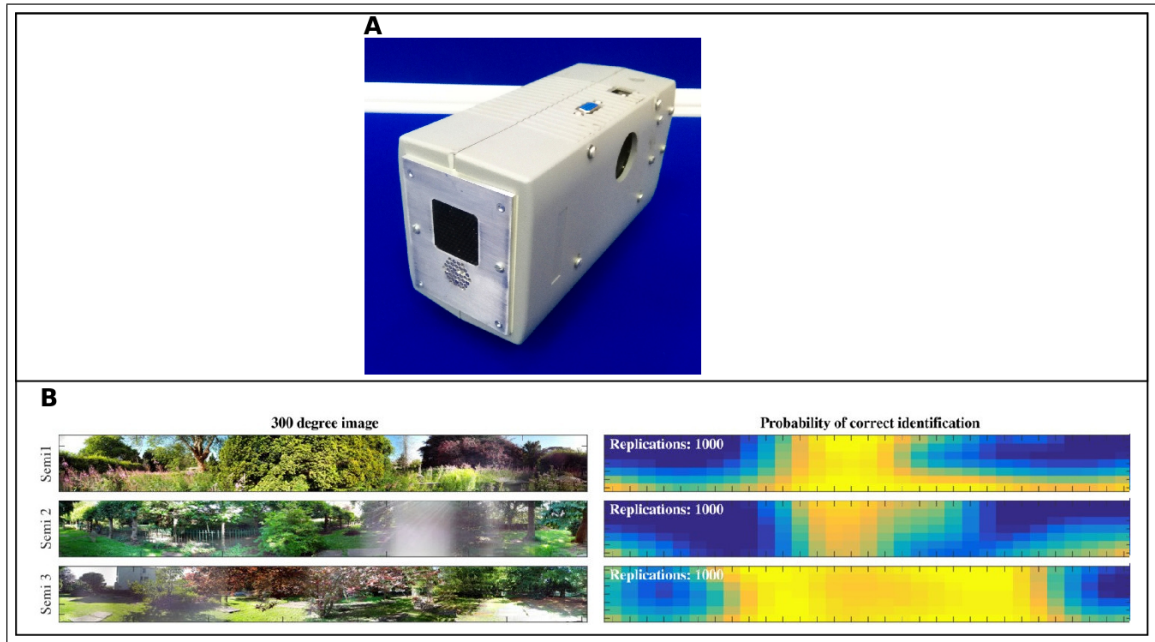 A
B
300 degree image
Probability of correct identification
Semi1
Replications: 1000
Semi 2
Replications: 1000
Semi 3
Replications: 1000